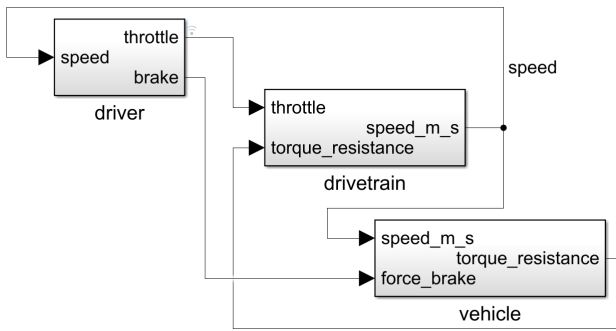 throttle
speed
brake
driver
speed
throttle
speed_m_s
torque_resistance
drivetrain
speed_m_s
torque_resistance
force_brake
vehicle